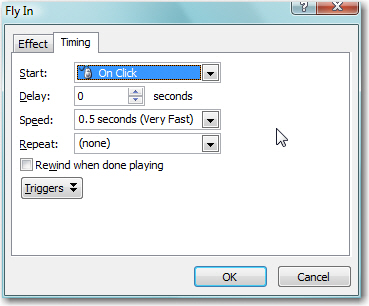 Fly In
Effect Timing
Start: On Click
Delay: 0 seconds
Speed: 0.5 seconds (Very Fast)
Repeat: (none)
Rewind when done playing
Triggers
OK Cancel